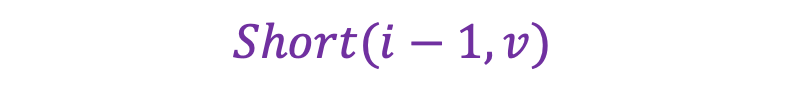 Short(i − 1, v)